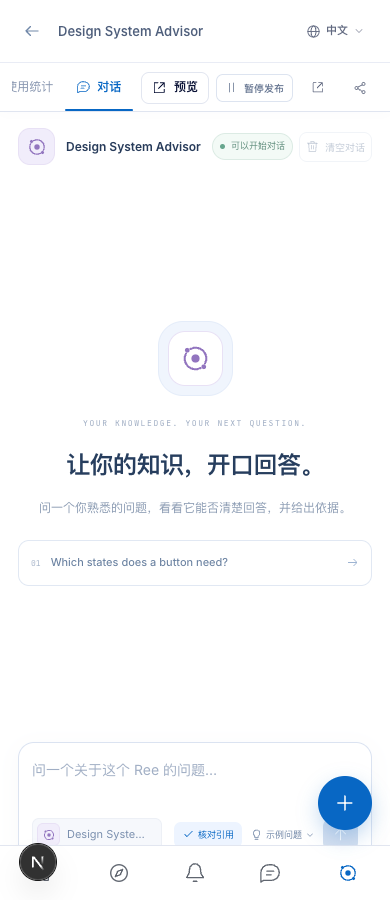 Design System Advisor
中文
使用统计
对话
预览
暂停发布
Design System Advisor
可以开始对话
清空对话
YOUR KNOWLEDGE. YOUR NEXT QUESTION.
让你的知识，开口回答。
问一个你熟悉的问题，看看它能否清楚回答，并给出依据。
01 Which states does a button need?
问一个关于这个 Ree 的问题...
Design Syste...
核对引用
示例问题
N